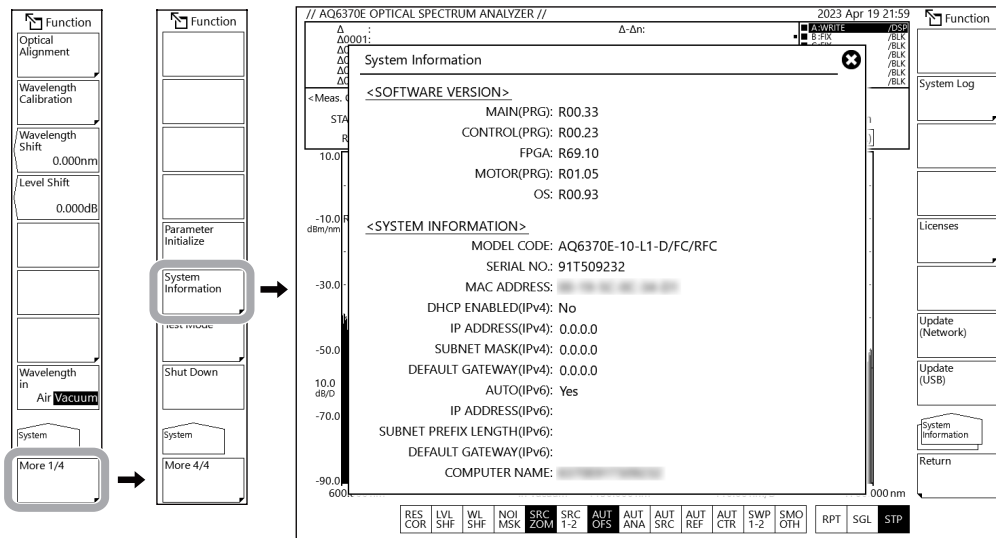 Function
Optical
Alignment
Wavelength
Calibration
Wavelength
Shift
0.000nm
Level Shift
0.000dB
Wavelength
in
Air Vacuum
System
More 1/4
Function
Parameter
Initialize
System
Information
Test Mode
Shut Down
System
More 4/4
// AQ6370E OPTICAL SPECTRUM ANALYZER // 2023 Apr 19 21:59
Δ : Δ-Δn: A:WRITE /DSP
Δ0001: B:FIX /BLK
/BLK
/BLK
/BLK
/BLK
<Meas.
10.0
-10.0
dBm/nm
-30.0
-50.0
10.0
dB/D
-70.0
-90.0
600
000 nm
System Information
<SOFTWARE VERSION>
MAIN(PRG): R00.33
CONTROL(PRG): R00.23
FPGA: R69.10
MOTOR(PRG): R01.05
OS: R00.93
<SYSTEM INFORMATION>
MODEL CODE: AQ6370E-10-L1-D/FC/RFC
SERIAL NO.: 91T509232
MAC ADDRESS:
DHCP ENABLED(IPv4): No
IP ADDRESS(IPv4): 0.0.0.0
SUBNET MASK(IPv4): 0.0.0.0
DEFAULT GATEWAY(IPv4): 0.0.0.0
AUTO(IPv6): Yes
IP ADDRESS(IPv6):
SUBNET PREFIX LENGTH(IPv6):
DEFAULT GATEWAY(IPv6):
COMPUTER NAME:
RES LVL WL NOI SRC SRC AUT AUT AUT AUT AUT SWP SMO
COR SHF SHF MSK ZOM 1-2 OFS ANA SRC REF CTR 1-2 OTH
RPT SGL STP
Function
System Log
Licenses
Update
(Network)
Update
(USB)
System
Information
Return